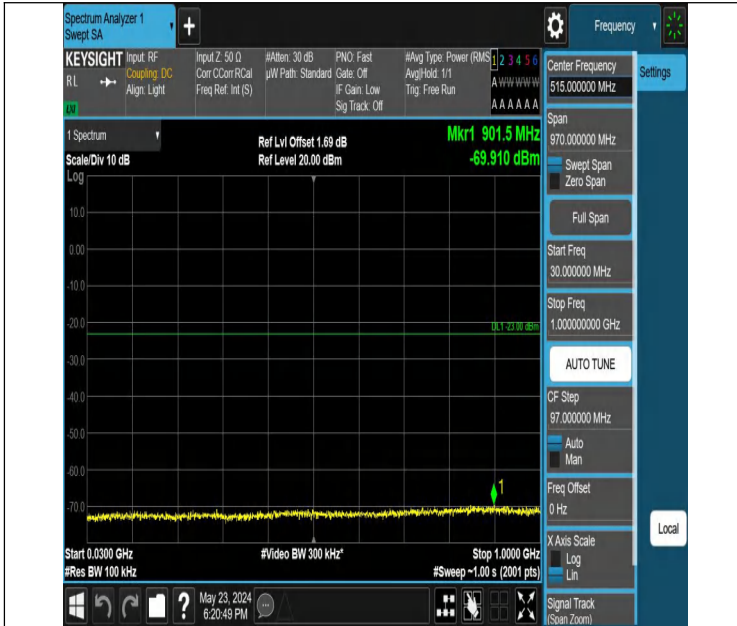 Spectrum Analyzer 1
Swept SA
+
Frequency
KEYSIGHT
RL
LXI
Input: RF
Coupling: DC
Align: Light
Input Z: 50 Ω
Corr CCorr RCal
Freq Ref: Int (S)
#Atten: 30 dB
µW Path: Standard
PNO: Fast
Gate: Off
IF Gain: Low
Sig Track: Off
#Avg Type: Power (RMS
Avg|Hold: 1/1
Trig: Free Run
1 2 3 4 5 6
A W W W W W
A A A A A A
1 Spectrum
Scale/Div 10 dB
Ref Lvl Offset 1.69 dB
Ref Level 20.00 dBm
Mkr1 901.5 MHz
-69.910 dBm
Log
10.0
0.00
-10.0
-20.0
DL1 -23.00 dBm
-30.0
-40.0
-50.0
-60.0
-70.0
1
Start 0.0300 GHz
#Res BW 100 kHz
#Video BW 300 kHz*
Stop 1.0000 GHz
#Sweep ~1.00 s (2001 pts)
Center Frequency
515.000000 MHz
Settings
Span
970.000000 MHz
Swept Span
Zero Span
Full Span
Start Freq
30.000000 MHz
Stop Freq
1.000000000 GHz
AUTO TUNE
CF Step
97.000000 MHz
Auto
Man
Freq Offset
0 Hz
X Axis Scale
Log
Lin
Local
Signal Track
(Span Zoom)
?
May 23, 2024
6:20:49 PM